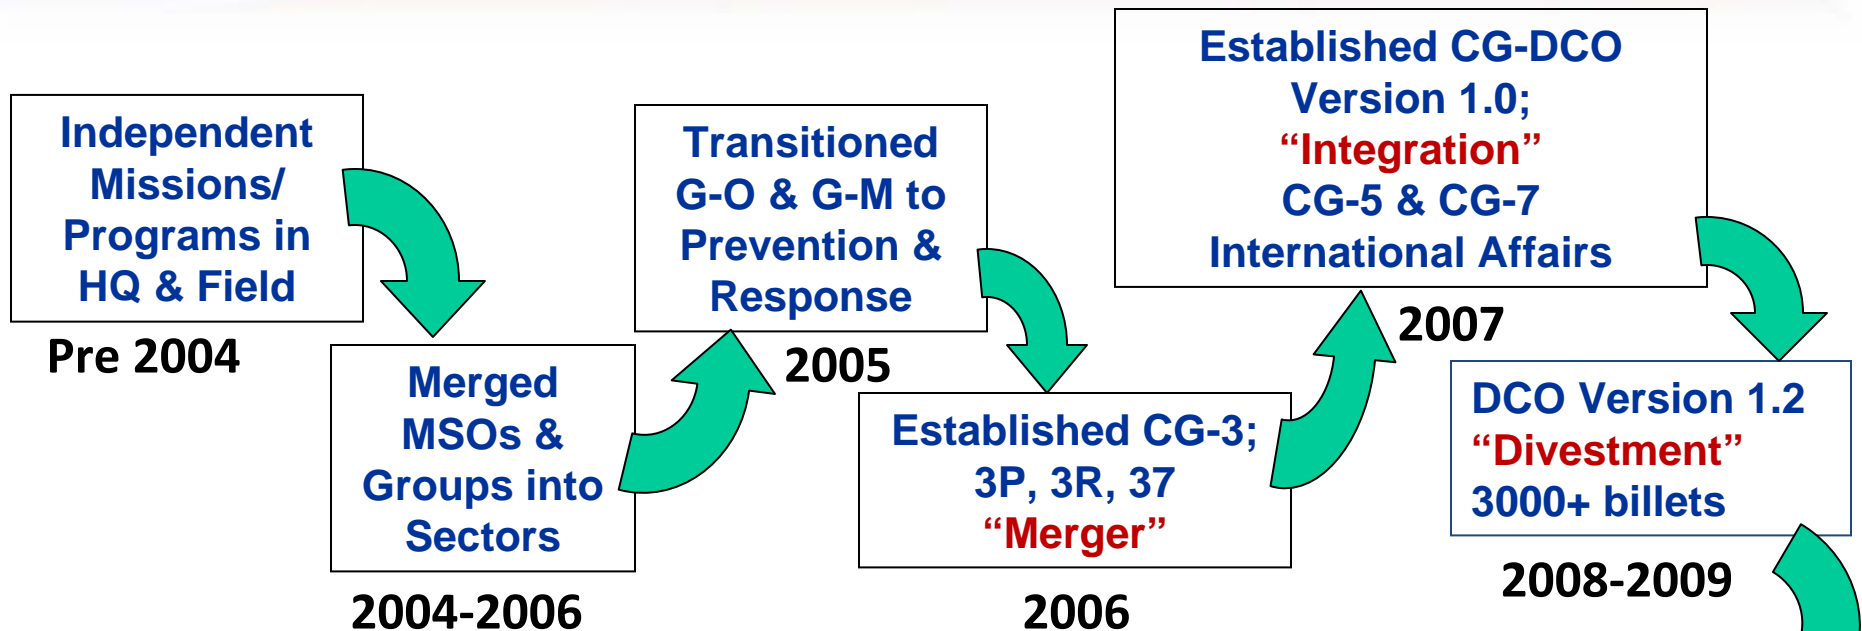 Independent
Missions/
Programs in
HQ & Field
Pre 2004
Merged
MSOs &
Groups into
Sectors
2004-2006
Transitioned
G-O & G-M to
Prevention &
Response
2005
Established CG-3;
3P, 3R, 37
“Merger”
2006
Established CG-DCO
Version 1.0;
“Integration”
CG-5 & CG-7
International Affairs
2007
DCO Version 1.2
“Divestment”
3000+ billets
2008-2009